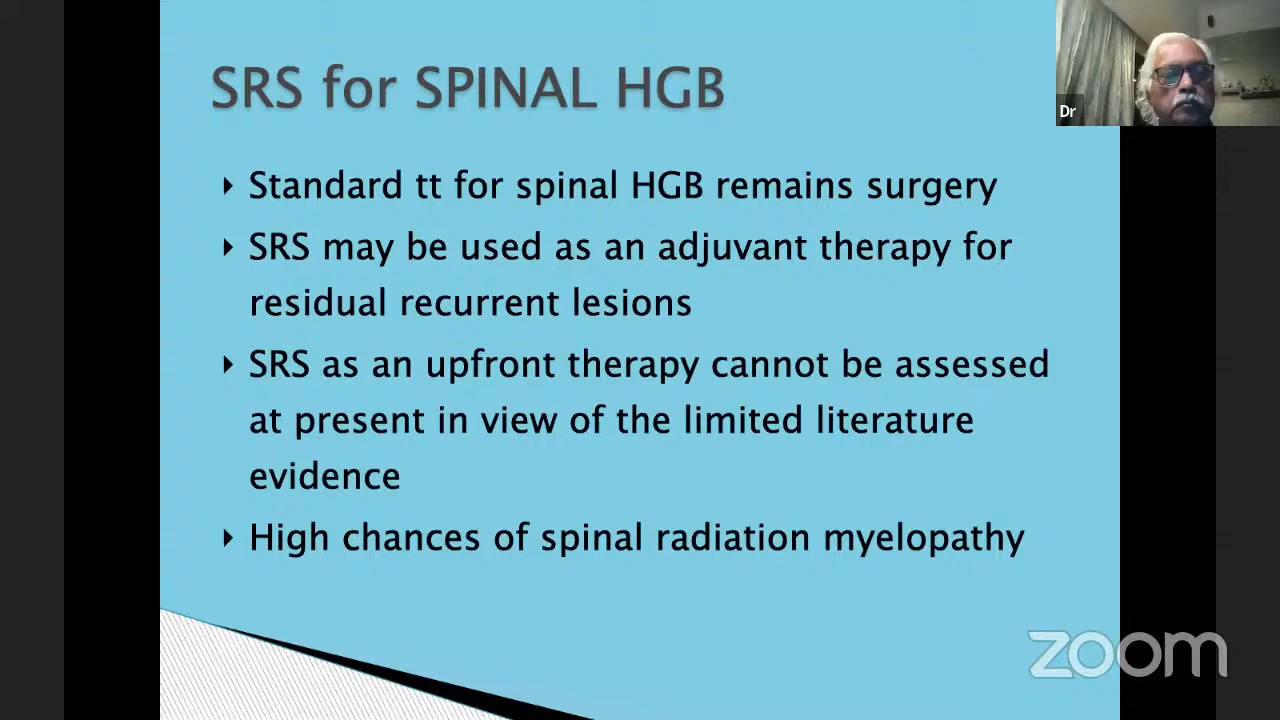 SRS for SPINAL HGB
Dr
Standard tt for spinal HGB remains surgery
SRS may be used as an adjuvant therapy for
residual recurrent lesions
SRS as an upfront therapy cannot be assessed
at present in view of the limited literature
evidence
High chances of spinal radiation myelopathy
zoom